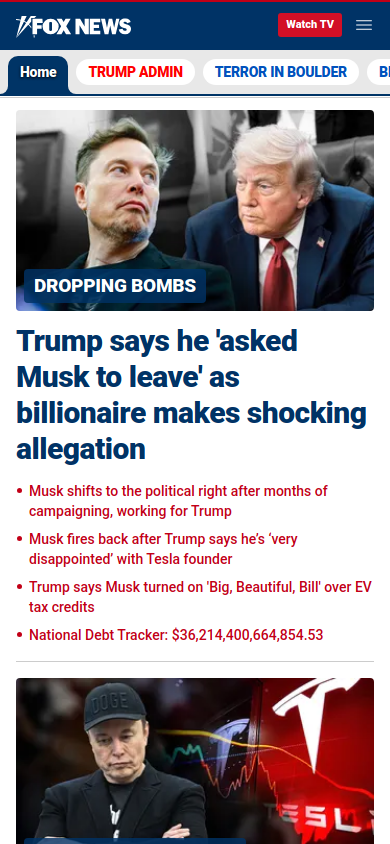 FOX NEWS
Watch TV
Home
TRUMP ADMIN
TERROR IN BOULDER
DROPPING BOMBS
Trump says he 'asked
Musk to leave' as
billionaire makes shocking
allegation
• Musk shifts to the political right after months of
campaigning, working for Trump
• Musk fires back after Trump says he’s ‘very
disappointed’ with Tesla founder
• Trump says Musk turned on 'Big, Beautiful, Bill' over EV
tax credits
• National Debt Tracker: $36,214,400,664,854.53
DOGE
TESL